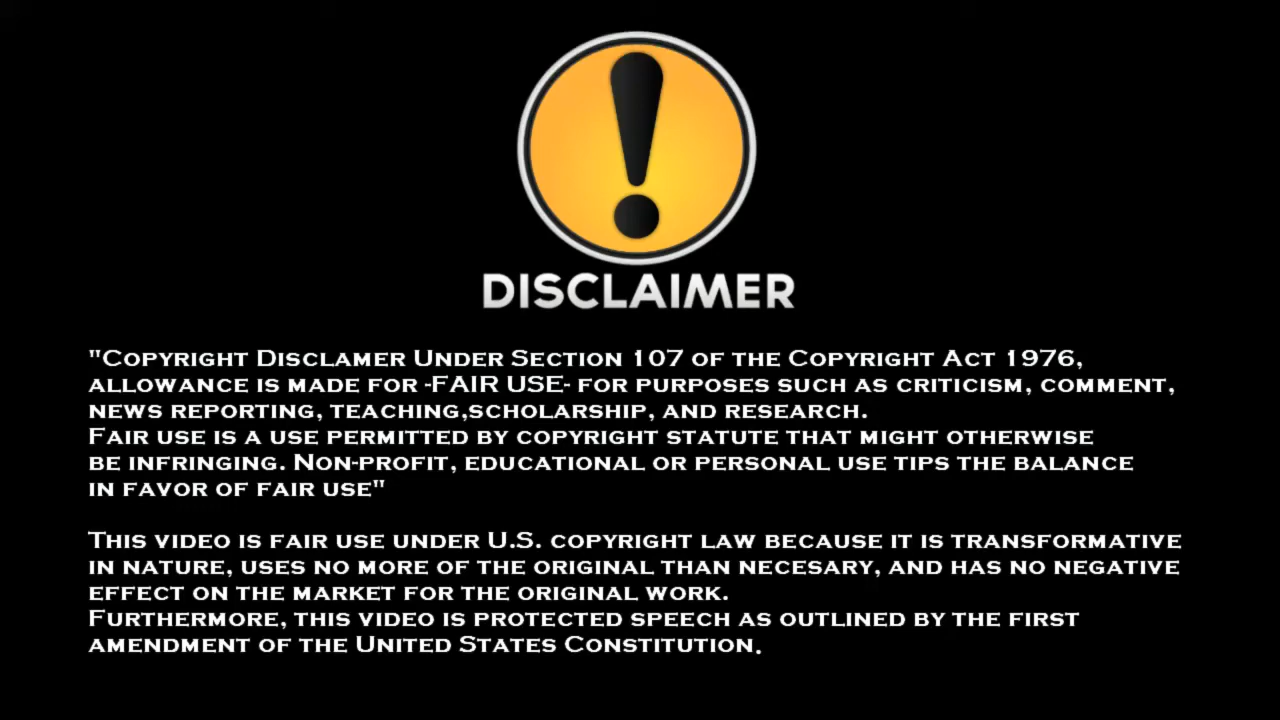 DISCLAIMER
"Copyright Disclamer Under Section 107 of the Copyright Act 1976,
allowance is made for -FAIR USE- for purposes such as criticism, comment,
news reporting, teaching,scholarship, and research.
Fair use is a use permitted by copyright statute that might otherwise
be infringing. Non-profit, educational or personal use tips the balance
in favor of fair use"
This video is fair use under U.S. copyright law because it is transformative
in nature, uses no more of the original than necesary, and has no negative
effect on the market for the original work.
Furthermore, this video is protected speech as outlined by the first
amendment of the United States Constitution.